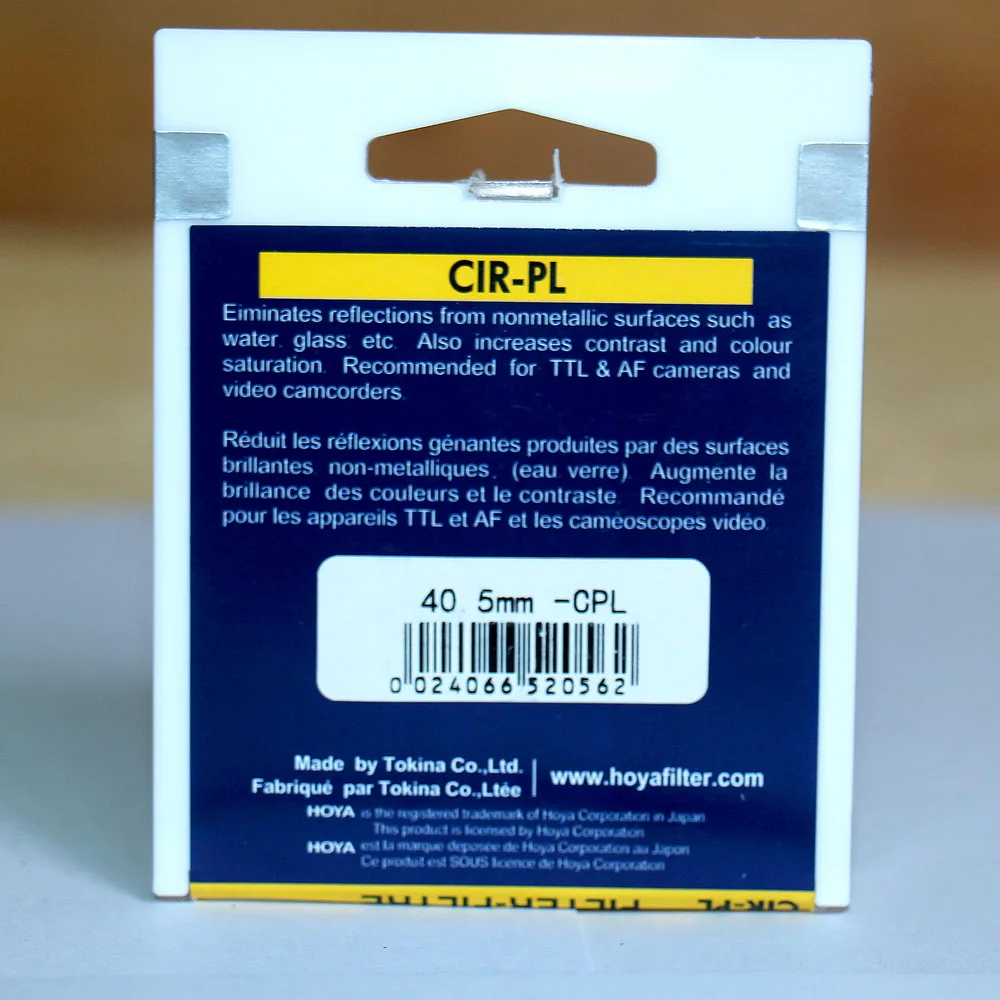 CIR-PL
Eiminates reflections from nonmetallic surfaces such as
water glass etc Also increases contrast and colour
saturation. Recommended for TTL & AF cameras and
video camcorders
Réduit les réflexions génantes produites par des surfaces
brillantes non-metalliques, (eau verre). Augmente la
brillance des couleurs et le contraste Recommandé
pour les appareils TTL et AF et les caméoscopes vidéo
40.5mm -CPL
0 024066 520562
Made by Tokina Co.,Ltd.
Fabriqué par Tokina Co.,Ltée
www.hoyafilter.com
HOYA is the registered trademark of Hoya Corporation in Japan
This product is licensed by Hoya Corporation
HOYA est la marque deposée de Hoya Corporation au Japan
Ce produit est SOUS licence de Hoya Corporation
CIR-PL FILTER-FILTRE